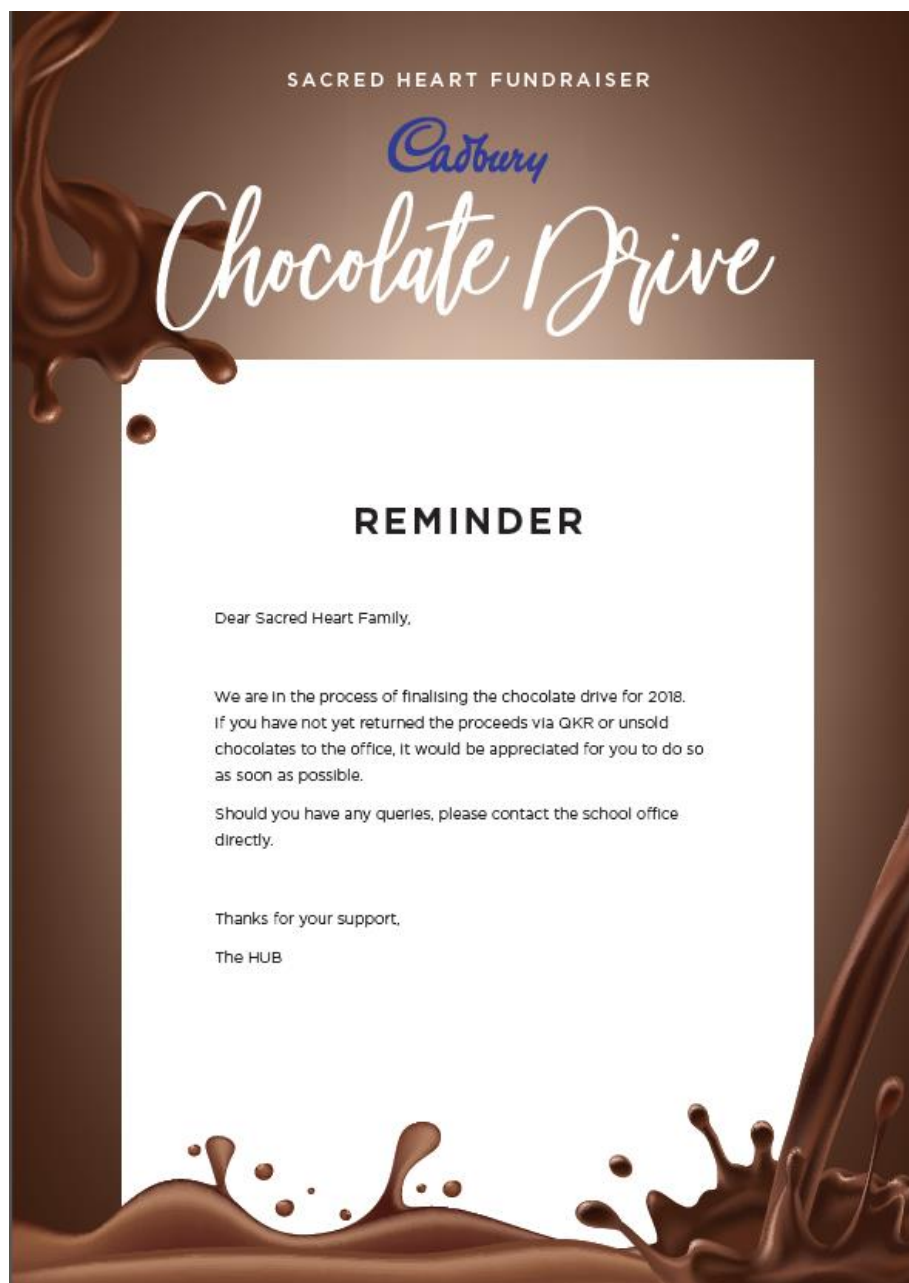 SACRED HEART FUNDRAISER
Cadbury
Chocolate Drive
REMINDER
Dear Sacred Heart Family,
We are in the process of finalising the chocolate drive for 2018.
If you have not yet returned the proceeds via QKR or unsold
chocolates to the office, it would be appreciated for you to do so
as soon as possible.
Should you have any queries, please contact the school office
directly.
Thanks for your support,
The HUB